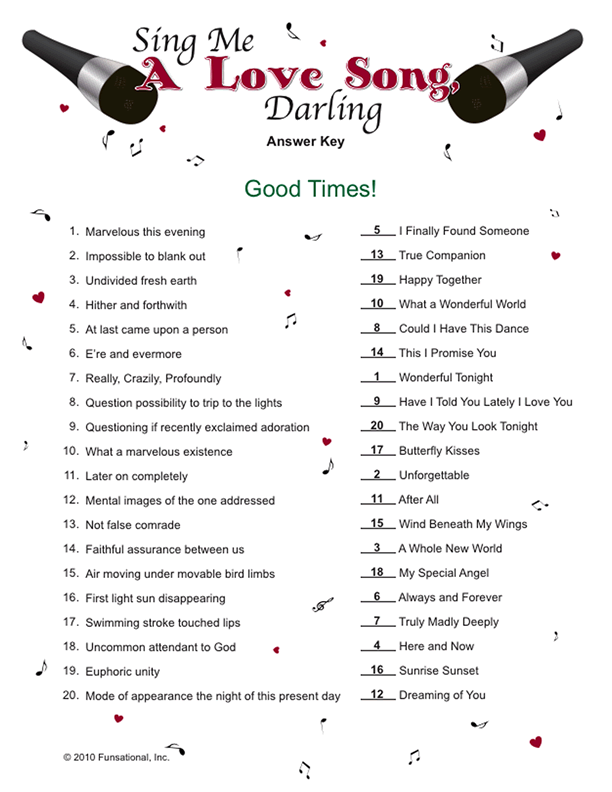 Sing Me
A Love Song,
Darling
Answer Key
Good Times!
1. Marvelous this evening
2. Impossible to blank out
3. Undivided fresh earth
4. Hither and forthwith
5. At last came upon a person
6. E're and evermore
7. Really, Crazily, Profoundly
8. Question possibility to trip to the lights
9. Questioning if recently exclaimed adoration
10. What a marvelous existence
11. Later on completely
12. Mental images of the one addressed
13. Not false comrade
14. Faithful assurance between us
15. Air moving under movable bird limbs
16. First light sun disappearing
17. Swimming stroke touched lips
18. Uncommon attendant to God
19. Euphoric unity
20. Mode of appearance the night of this present day
5 I Finally Found Someone
13 True Companion
19 Happy Together
10 What a Wonderful World
8 Could I Have This Dance
14 This I Promise You
1 Wonderful Tonight
9 Have I Told You Lately I Love You
20 The Way You Look Tonight
17 Butterfly Kisses
2 Unforgettable
11 After All
15 Wind Beneath My Wings
3 A Whole New World
18 My Special Angel
6 Always and Forever
7 Truly Madly Deeply
4 Here and Now
16 Sunrise Sunset
12 Dreaming of You
© 2010 Funsational, Inc.